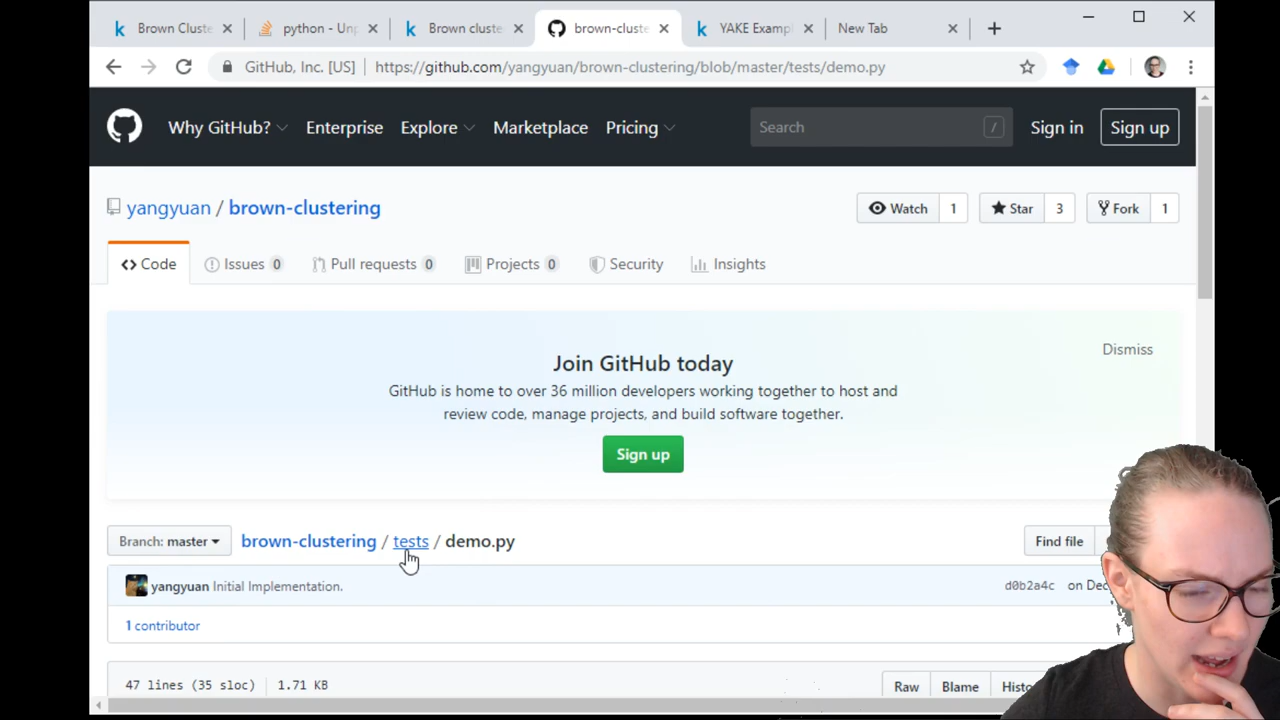 Brown Cluste
python - Unp
Brown cluste
brown-cluste
YAKE Exampl
New Tab
GitHub, Inc. [US]
https://github.com/yangyuan/brown-clustering/blob/master/tests/demo.py
Why GitHub?
Enterprise
Explore
Marketplace
Pricing
Search
/
Sign in
Sign up
yangyuan / brown-clustering
Watch 1
Star 3
Fork 1
Code
Issues 0
Pull requests 0
Projects 0
Security
Insights
Join GitHub today
Dismiss
GitHub is home to over 36 million developers working together to host and
review code, manage projects, and build software together.
Sign up
Branch: master
brown-clustering / tests / demo.py
Find file
yangyuan Initial Implementation.
d0b2a4c on Dec
1 contributor
47 lines (35 sloc) | 1.71 KB
Raw
Blame
Histo